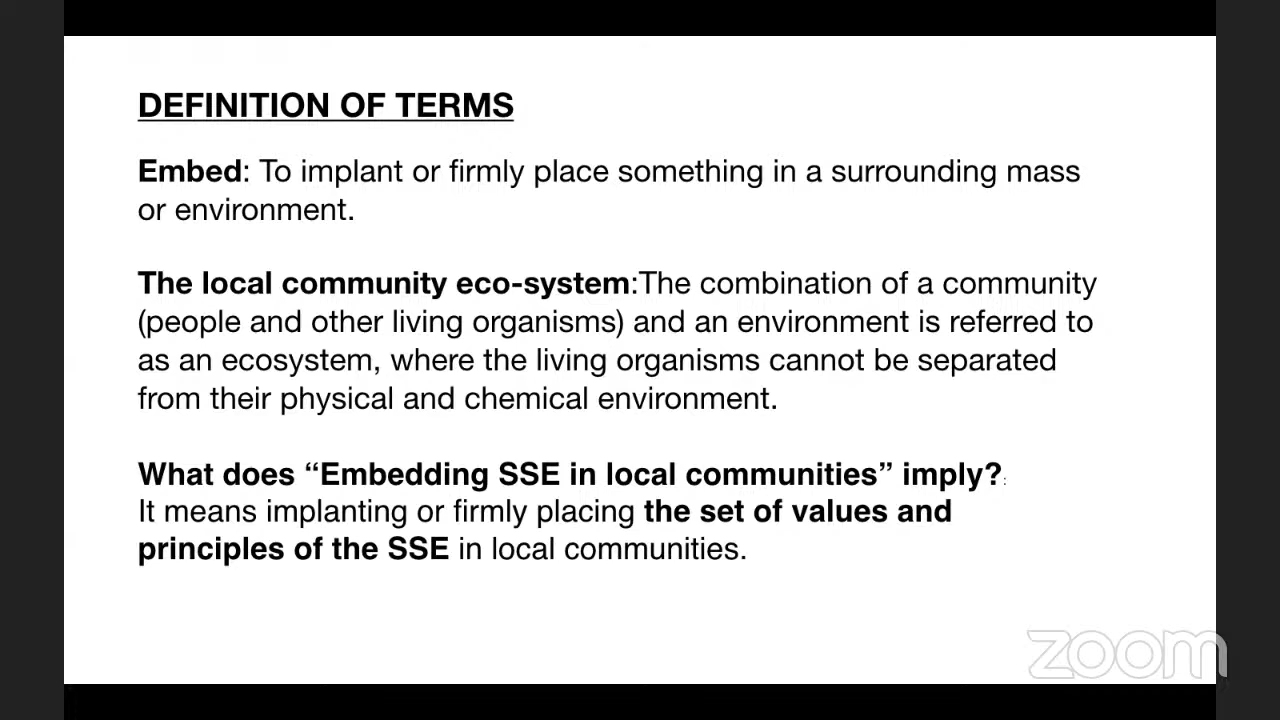 DEFINITION OF TERMS
Embed: To implant or firmly place something in a surrounding mass
or environment.
The local community eco-system:The combination of a community
(people and other living organisms) and an environment is referred to
as an ecosystem, where the living organisms cannot be separated
from their physical and chemical environment.
What does “Embedding SSE in local communities” imply?:
It means implanting or firmly placing the set of values and
principles of the SSE in local communities.
zoom